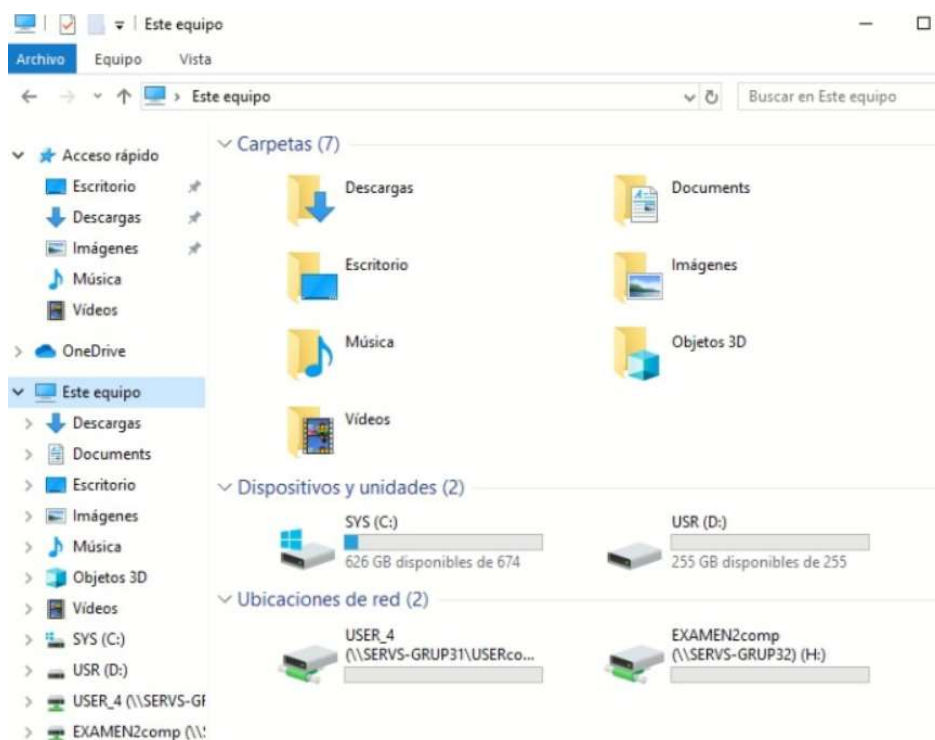 Este equipo
Archivo Equipo Vista
Este equipo
Buscar en Este equipo
Acceso rápido
Escritorio
Descargas
Imágenes
Música
Vídeos
OneDrive
Este equipo
Descargas
Documents
Escritorio
Imágenes
Música
Objetos 3D
Vídeos
SYS (C:)
USR (D:)
USER_4 (\\SERVS-GF
EXAMEN2comp (\\
Carpetas (7)
Descargas
Documents
Escritorio
Imágenes
Música
Objetos 3D
Vídeos
Dispositivos y unidades (2)
SYS (C:)
626 GB disponibles de 674
USR (D:)
255 GB disponibles de 255
Ubicaciones de red (2)
USER_4
(\\SERVS-GRUP31\USERco...
EXAMEN2comp
(\\SERVS-GRUP32) (H:)